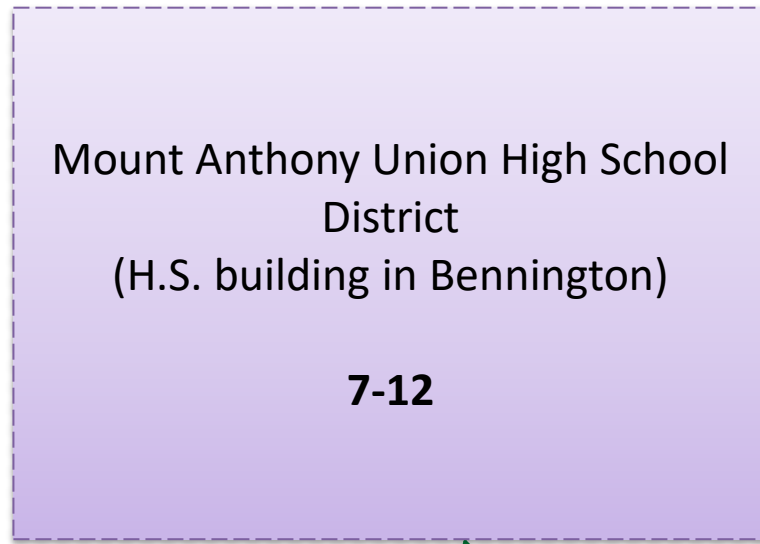 Mount Anthony Union High School
District
(H.S. building in Bennington)
7-12